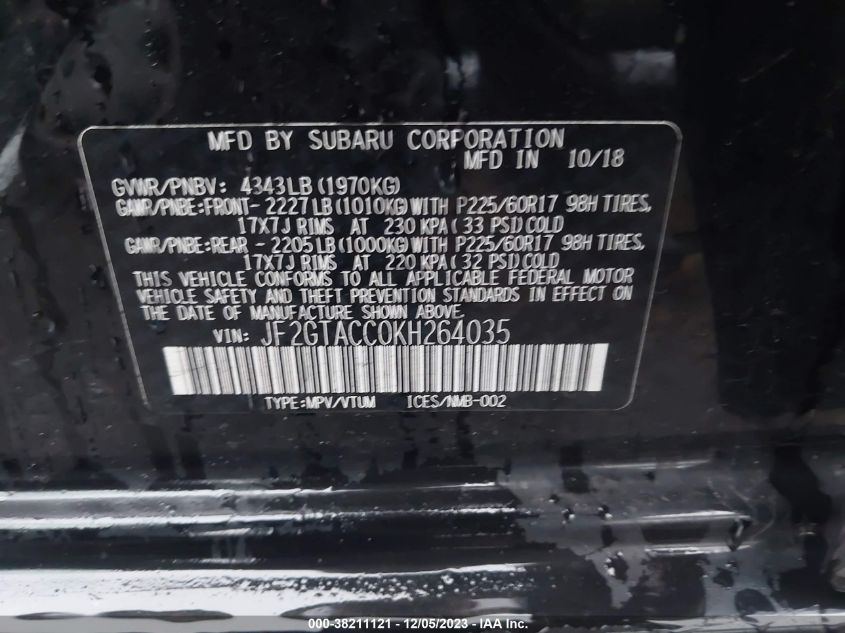 MFD BY SUBARU CORPORATION
MFD IN 10/18
GVWR/PNBV: 4343LB (1970KG)
GAWR/PNBE:FRONT-2227LB (1010KG) WITH P225/60R17 98H TIRES,
17X7J RIMS AT 230 KPA (33 PSI) COLD
GAWR/PNBE:REAR -2205LB (1000KG) WITH P225/60R17 98H TIRES,
17X7J RIMS AT 220 KPA (32 PSI) COLD
THIS VEHICLE CONFORMS TO ALL APPLICABLE FEDERAL MOTOR
VEHICLE SAFETY AND THEFT PREVENTION STANDARDS IN EFFECT ON
THE DATE OF MANUFACTURE SHOWN ABOVE.
VIN: JF2GTACC0KH264035
TYPE:MPV/VTUM ICES/NMB-002
000-38211121 - 12/05/2023 - IAA Inc.